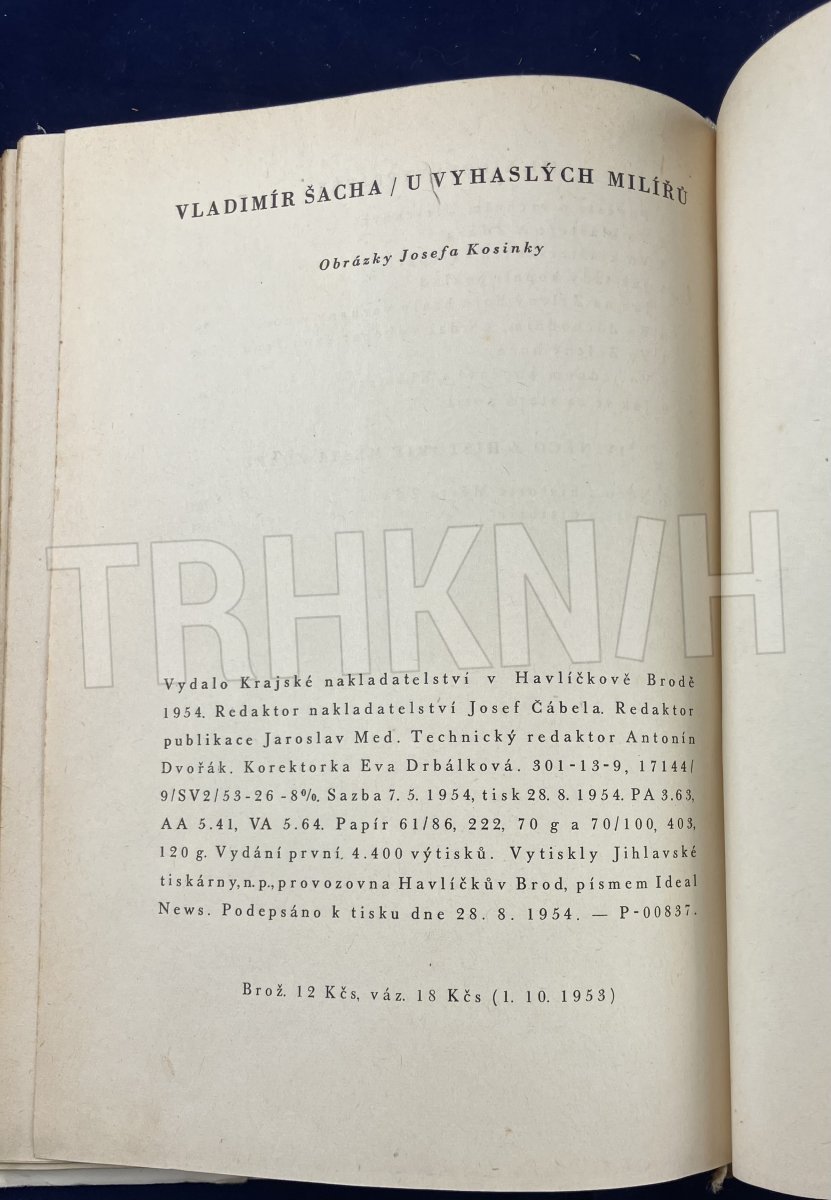 VLADIMÍR ŠACHA / U VYHASLÝCH MILÍŘŮ
Obrázky Josefa Kosinky
TRHKN/H
Vydalo Krajské nakladatelství v Havlíčkově Brodě
1954. Redaktor nakladatelství Josef Čábela. Redaktor
publikace Jaroslav Med. Technický redaktor Antonín
Dvořák. Korektorka Eva Drbálková. 301-13-9, 17144/
9/SV2/53-26 -8%. Sazba 7. 5. 1954, tisk 28. 8. 1954. PA 3.63,
AA 5.41, VA 5.64. Papír 61/86, 222, 70 g a 70/100, 403,
120 g. Vydání první. 4.400 výtisků. Vytiskly Jihlavské
tiskárny, n. p., provozovna Havlíčkův Brod, písmem Ideal
News. Podepsáno k tisku dne 28. 8. 1954. — P-00837.
Brož. 12 Kčs, váz. 18 Kčs (1. 10. 1953)